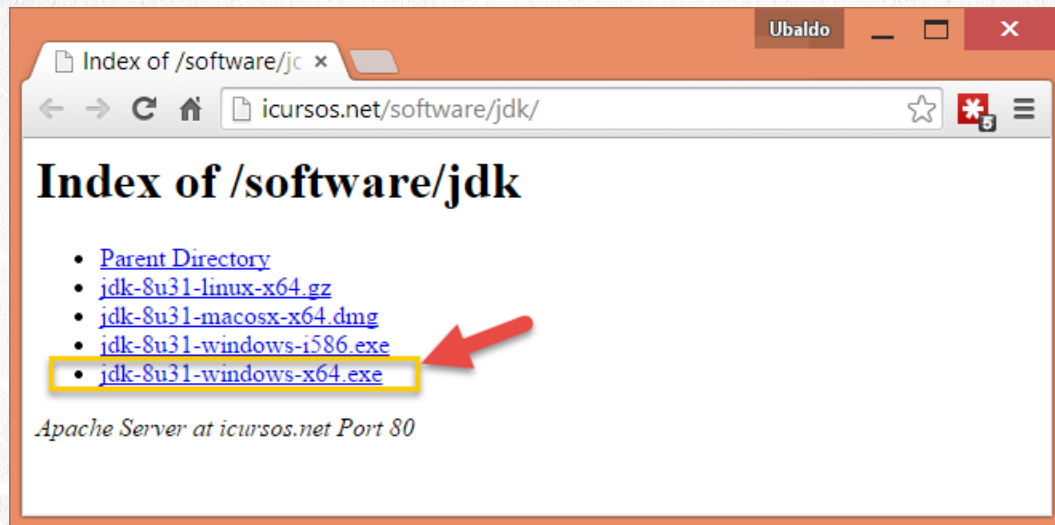 Ubaldo
Index of /software/jc
icursos.net/software/jdk/
5
Index of /software/jdk
Parent Directory
jdk-8u31-linux-x64.gz
jdk-8u31-macosx-x64.dmg
jdk-8u31-windows-i586.exe
jdk-8u31-windows-x64.exe
Apache Server at icursos.net Port 80